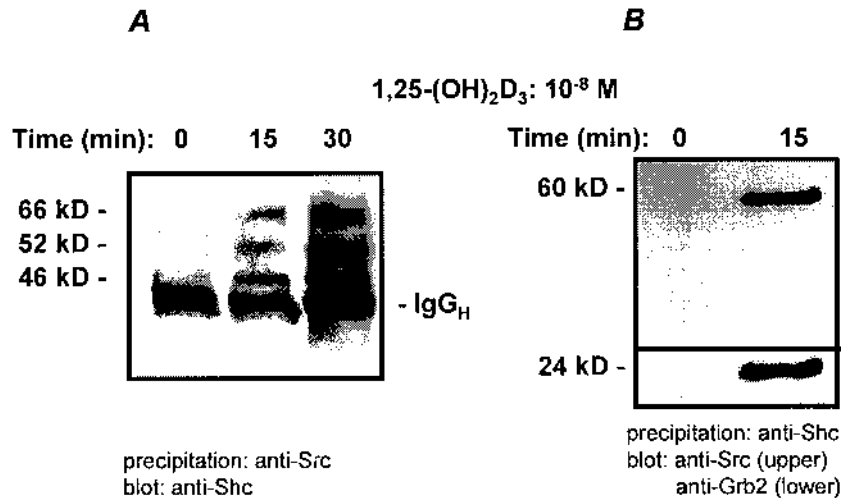 A
B
1,25-(OH)₂D₃: 10⁻⁸ M
Time (min): 0 15 30
66 kD -
52 kD -
46 kD -
- IgG_H
precipitation: anti-Src
blot: anti-Shc
Time (min): 0 15
60 kD -
24 kD -
precipitation: anti-Shc
blot: anti-Src (upper)
anti-Grb2 (lower)